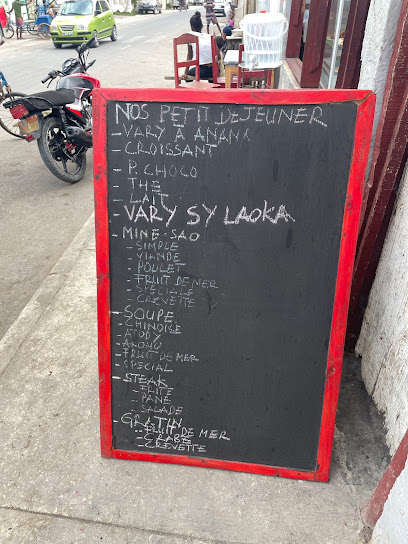 NOS PETIT DEJEUNER
- VARY À ANANA
- CROISSANT
- P. CHOCO
- THE
- LAIT
- VARY SY LAOKA
- MINE-SAO
- SIMPLE
- VIANDE
- POULET
- FRUIT DE MER
- SPECIALE
- CREVETTE
- SOUPE
- CHINOISE
- ATODY
- AKOHO
- FRUIT DE MER
- SPECIAL
- STEAK
- FRITE
- PANE
- SALADE
- GRATIN
- FRUIT DE MER
- CRABE
- CREVETTE